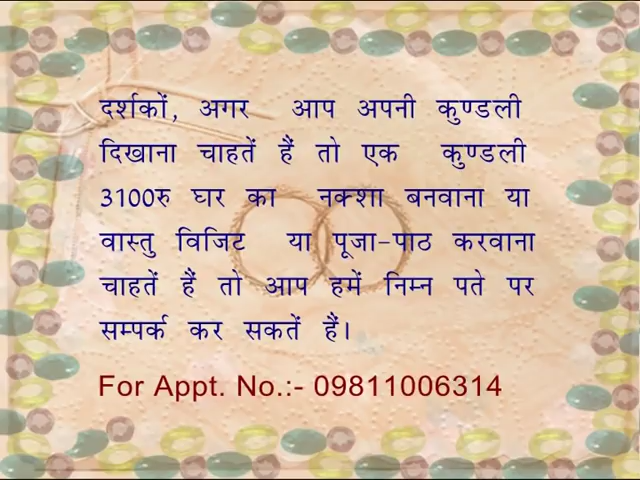 दर्शकों, अगर आप अपनी कुण्डली
दिखाना चाहतें हैं तो एक कुण्डली
3100रु घर का नक्शा बनवाना या
वास्तु विजिट या पूजा-पाठ करवाना
चाहतें हैं तो आप हमें निम्न पते पर
सम्पर्क कर सकतें हैं।
For Appt. No.:- 09811006314